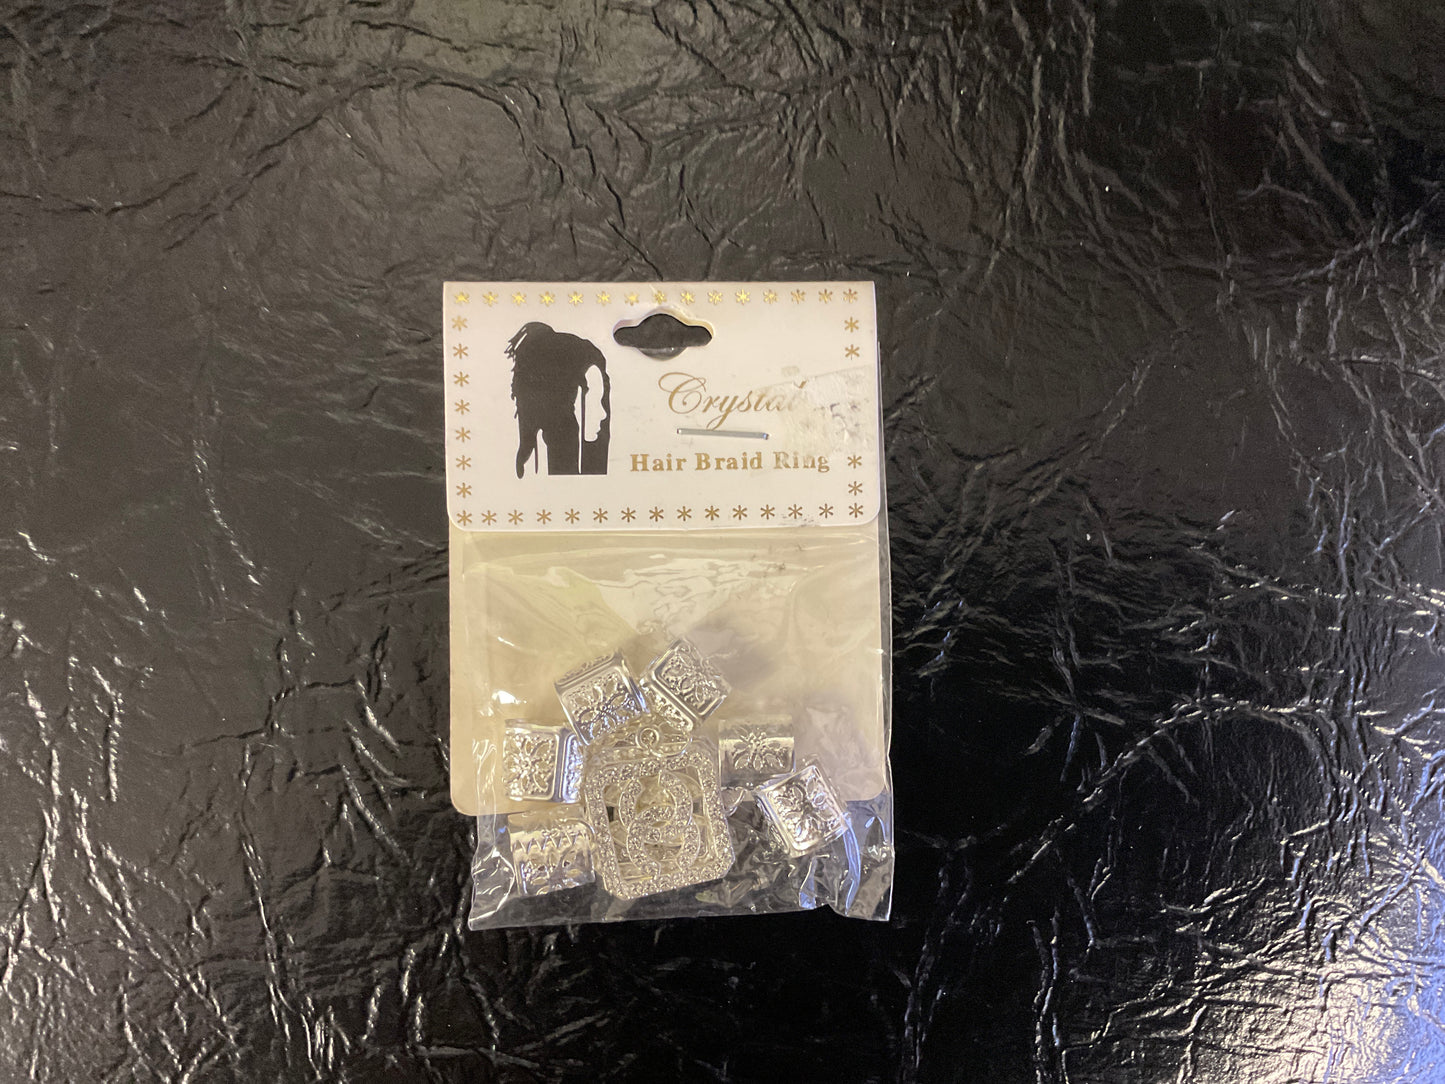 Crystal
Hair Braid Ring